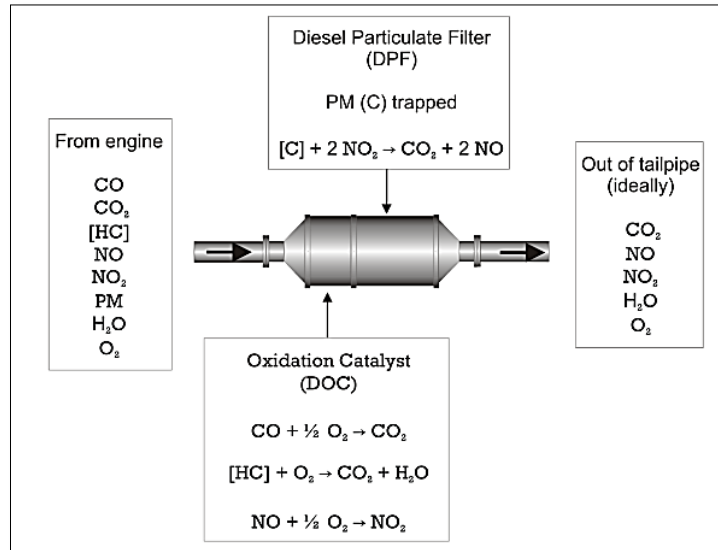 Diesel Particulate Filter
(DPF)
PM (C) trapped
[C] + 2 NO₂ → CO₂ + 2 NO
From engine
CO
CO₂
[HC]
NO
NO₂
PM
H₂O
O₂
Out of tailpipe
(ideally)
CO₂
NO
NO₂
H₂O
O₂
Oxidation Catalyst
(DOC)
CO + ½ O₂ → CO₂
[HC] + O₂ → CO₂ + H₂O
NO + ½ O₂ → NO₂